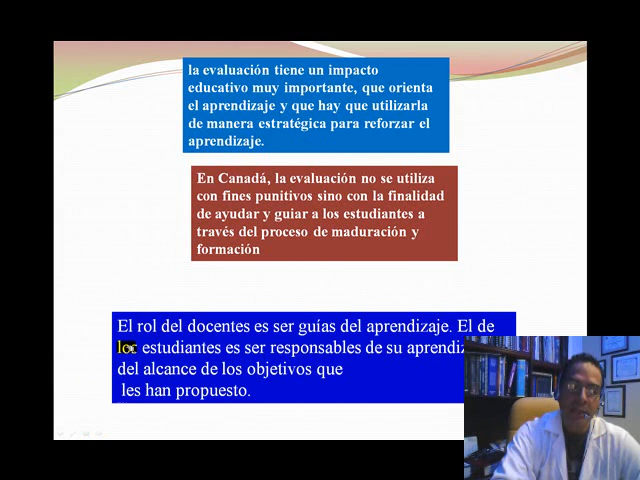 la evaluación tiene un impacto
educativo muy importante, que orienta
el aprendizaje y que hay que utilizarla
de manera estratégica para reforzar el
aprendizaje.
En Canadá, la evaluación no se utiliza
con fines punitivos sino con la finalidad
de ayudar y guiar a los estudiantes a
través del proceso de maduración y
formación
El rol del docentes es ser guías del aprendizaje. El de
los estudiantes es ser responsables de su
del alcance de los objetivos que
les han propuesto.